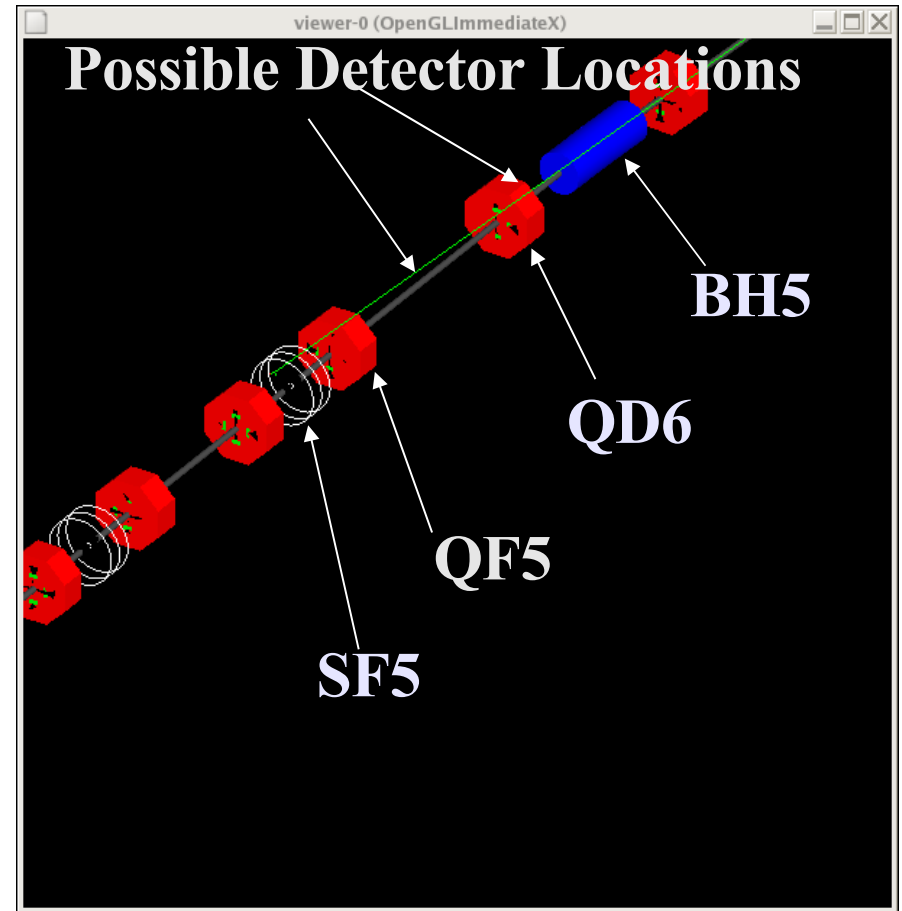 viewer-0 (OpenGLImmediateX)
Possible Detector Locations
BH5
QD6
QF5
SF5